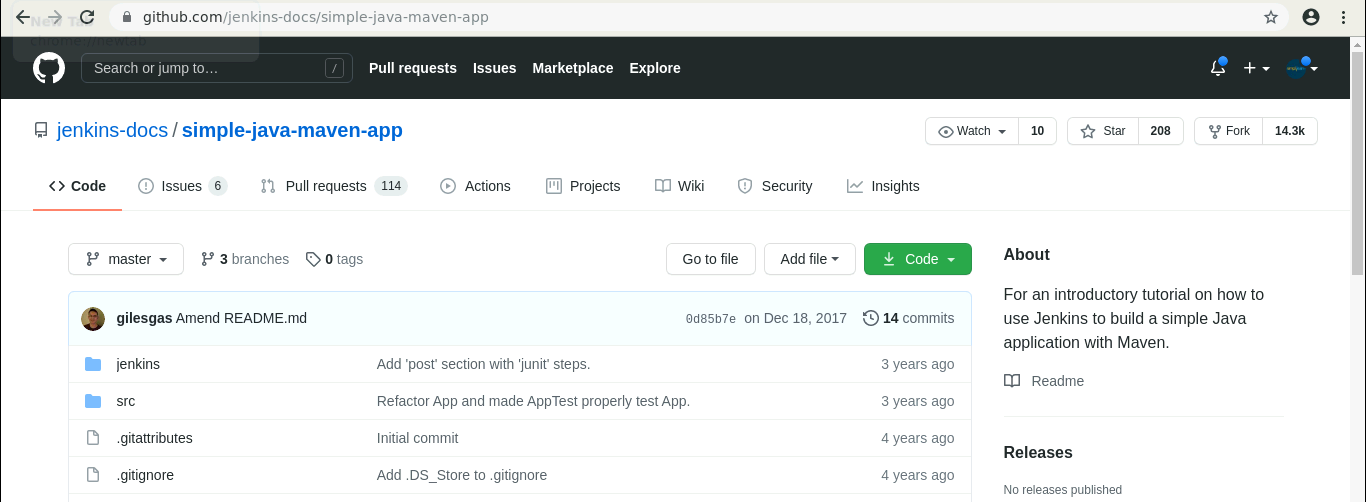 New Tab
chrome://newtab
github.com/jenkins-docs/simple-java-maven-app
Search or jump to… /
Pull requests Issues Marketplace Explore
jenkins-docs / simple-java-maven-app
Watch 10 Star 208 Fork 14.3k
Code Issues 6 Pull requests 114 Actions Projects Wiki Security Insights
master 3 branches 0 tags Go to file Add file Code
gilesgas Amend README.md 0d85b7e on Dec 18, 2017 14 commits
jenkins Add 'post' section with 'junit' steps. 3 years ago
src Refactor App and made AppTest properly test App. 3 years ago
.gitattributes Initial commit 4 years ago
.gitignore Add .DS_Store to .gitignore 4 years ago
About
For an introductory tutorial on how to
use Jenkins to build a simple Java
application with Maven.
Readme
Releases
No releases published